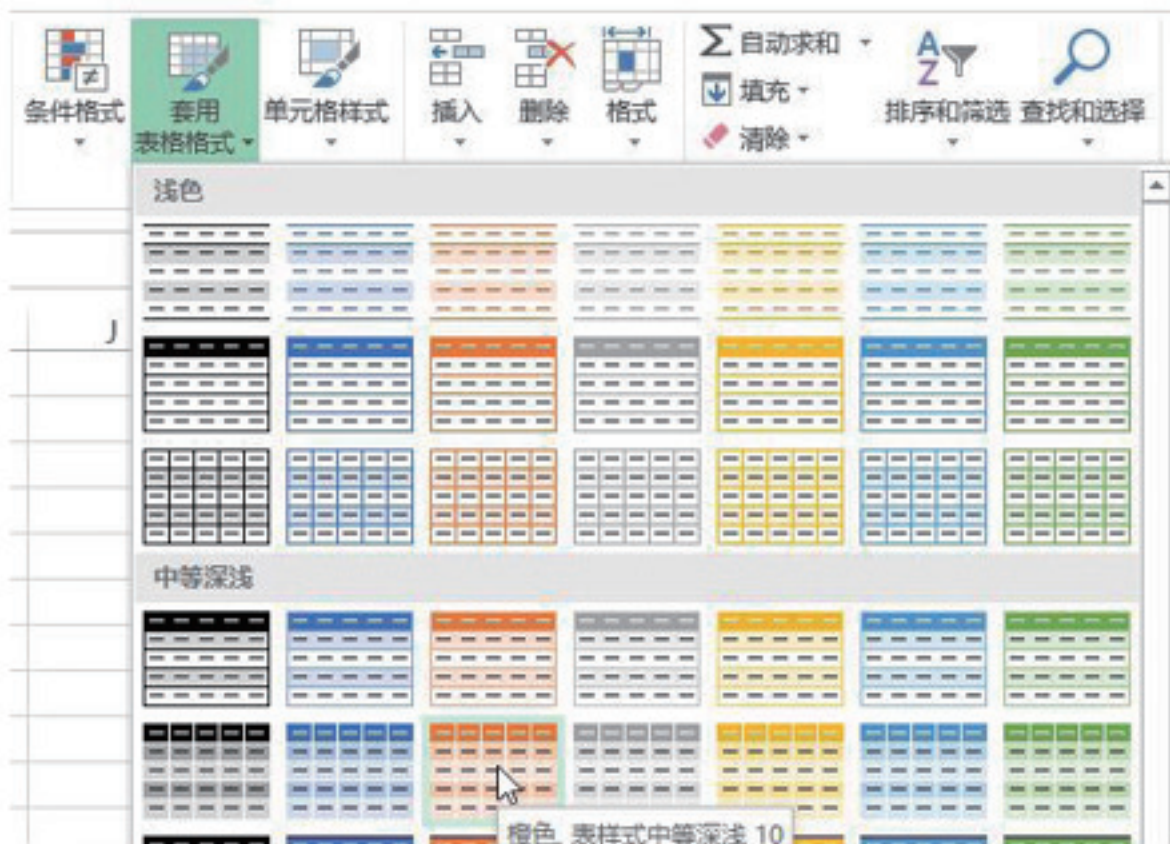 条件格式
套用
表格格式
单元格样式
插入
删除
格式
自动求和
填充
清除
排序和筛选
查找和选择
浅色
J
中等深浅
橙色, 表样式中等深浅 10